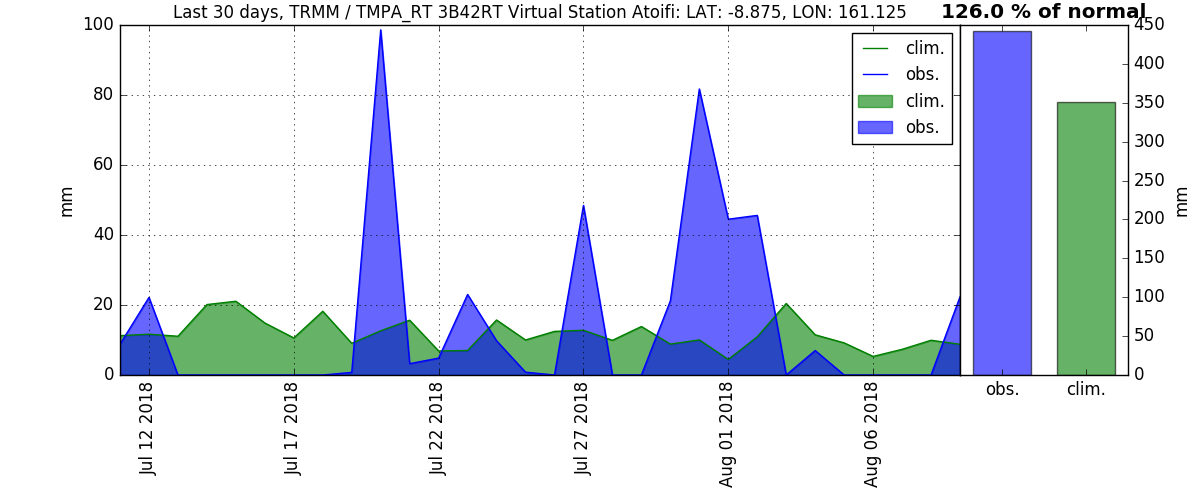 Last 30 days, TRMM / TMPA_RT 3B42RT Virtual Station Atoifi: LAT: -8.875, LON: 161.125
126.0 % of normal
mm
100
80
60
40
20
0
clim.
obs.
clim.
obs.
Jul 12 2018
Jul 17 2018
Jul 22 2018
Jul 27 2018
Aug 01 2018
Aug 06 2018
450
400
350
300
250
200
150
100
50
0
mm
obs.
clim.